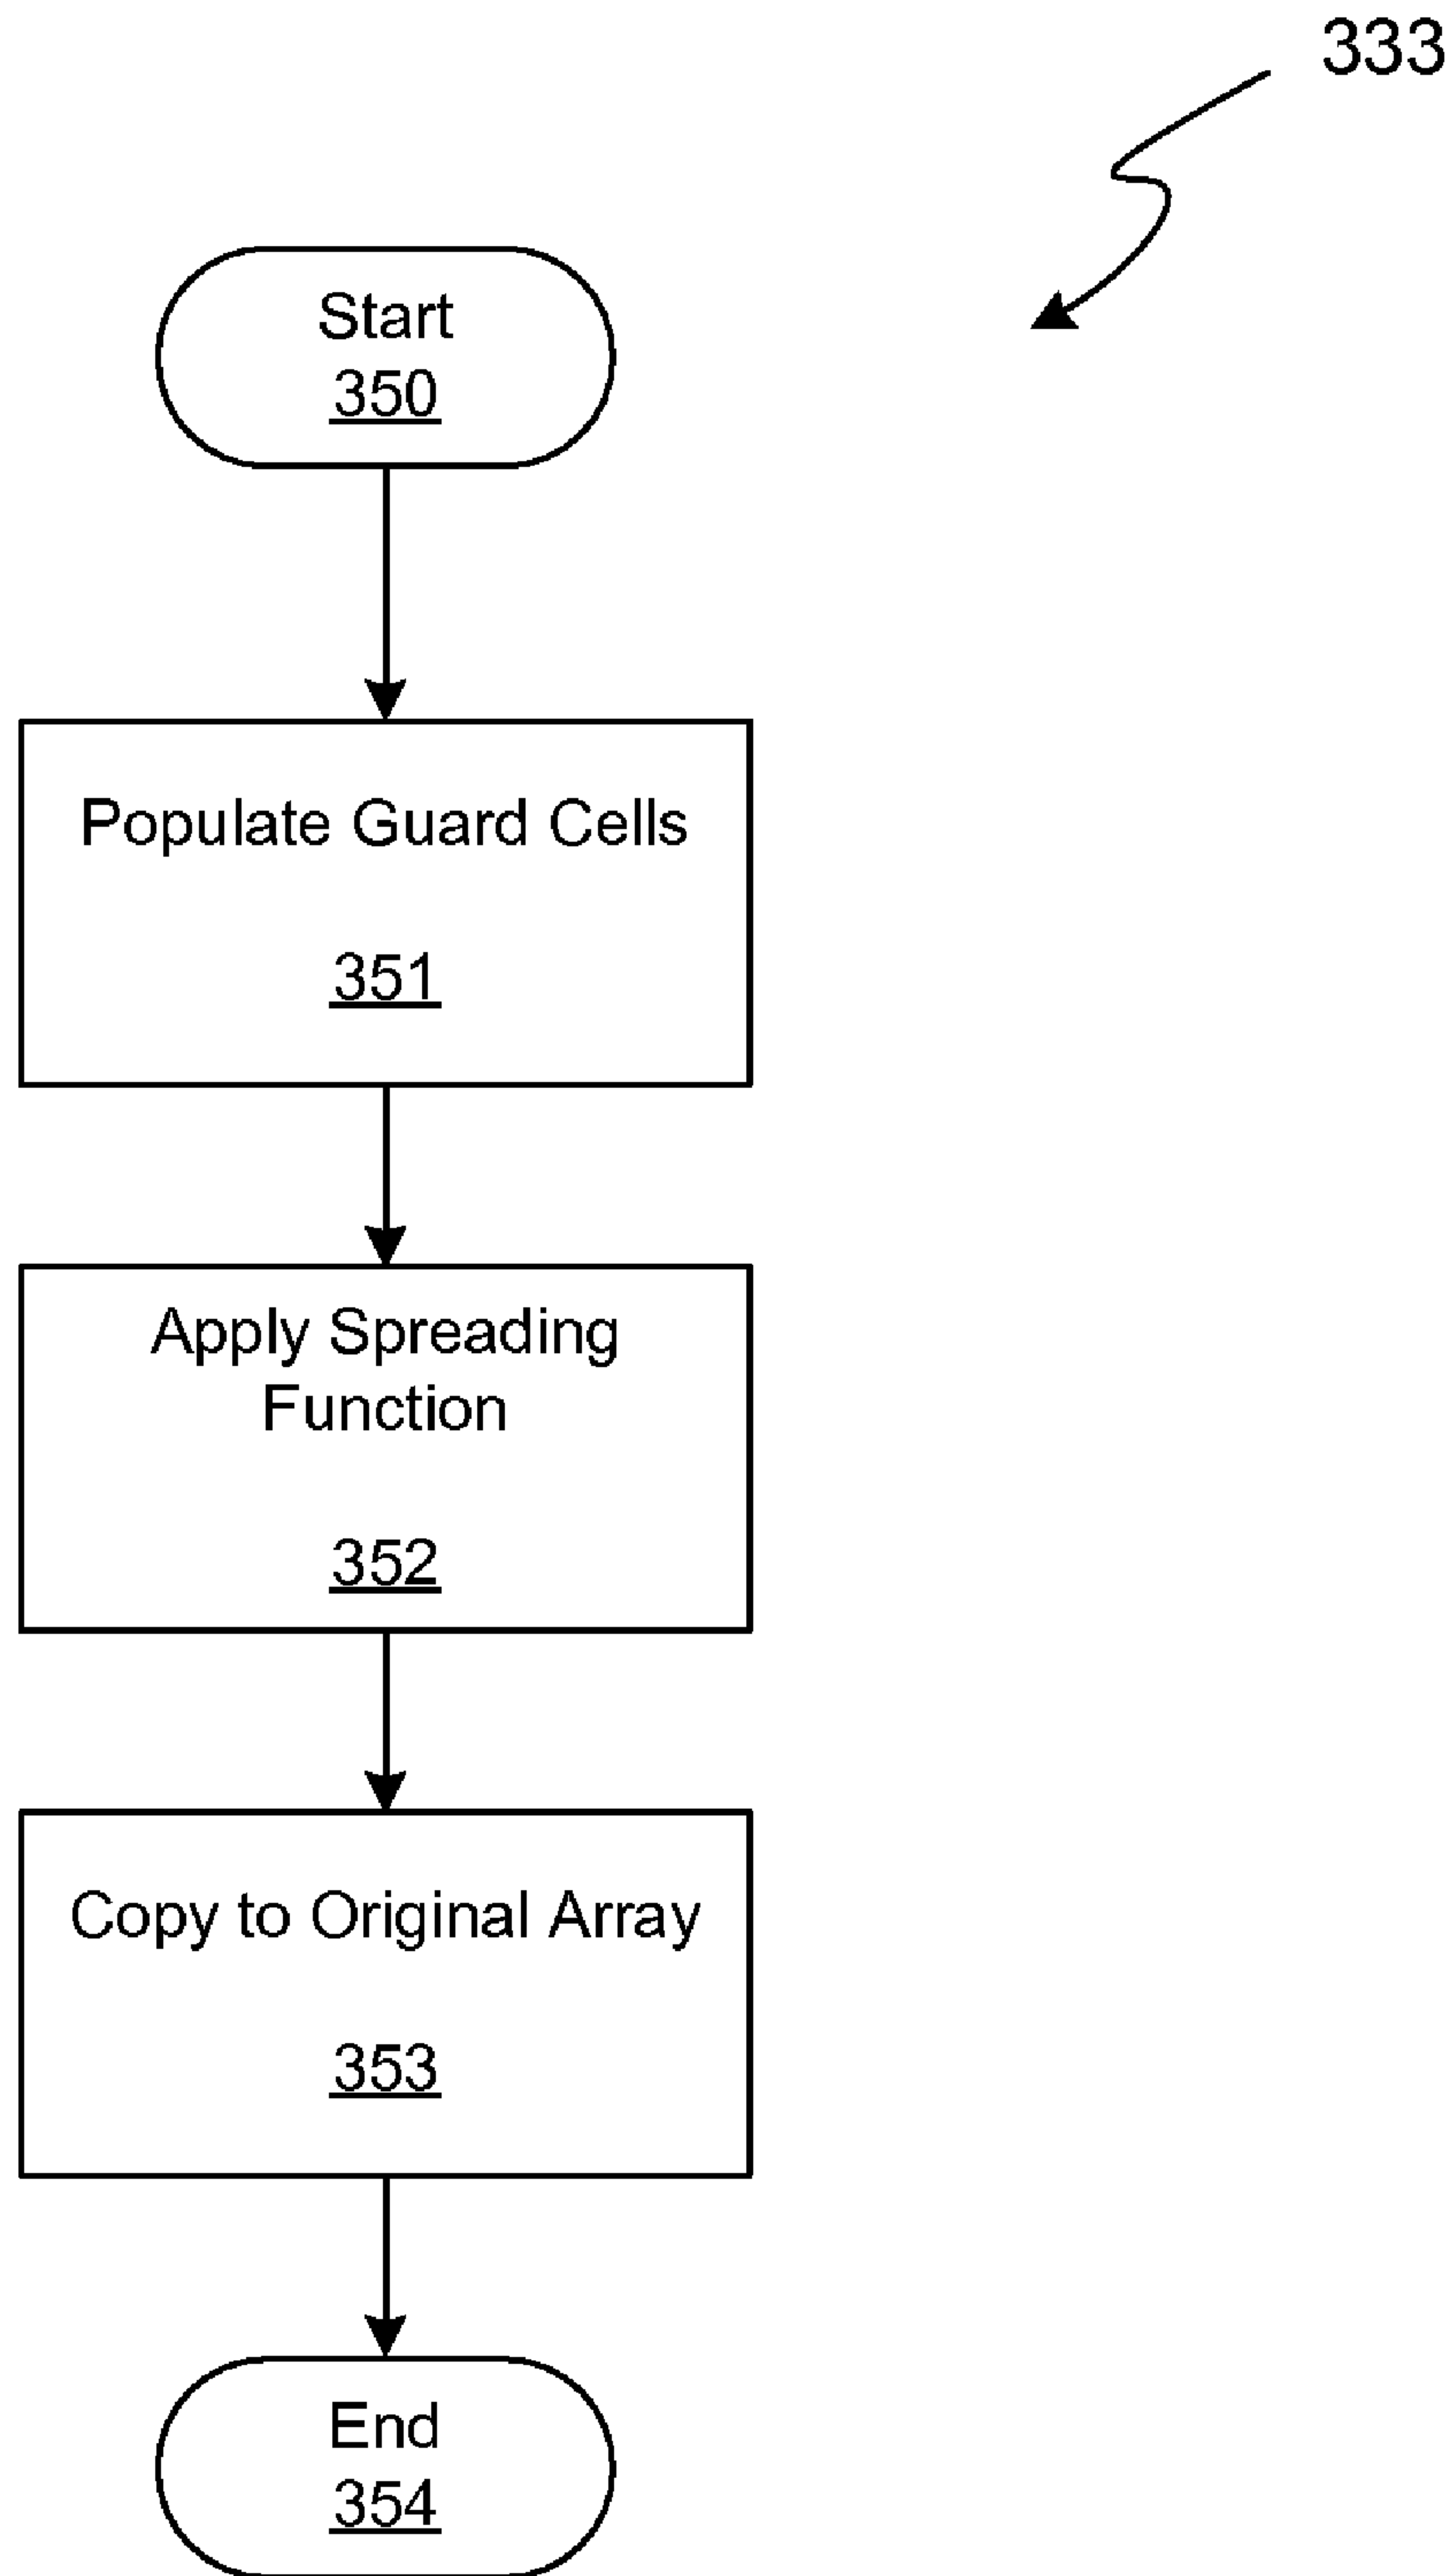 333
Start
350
Populate Guard Cells
351
Apply Spreading
Function
352
Copy to Original Array
353
End
354